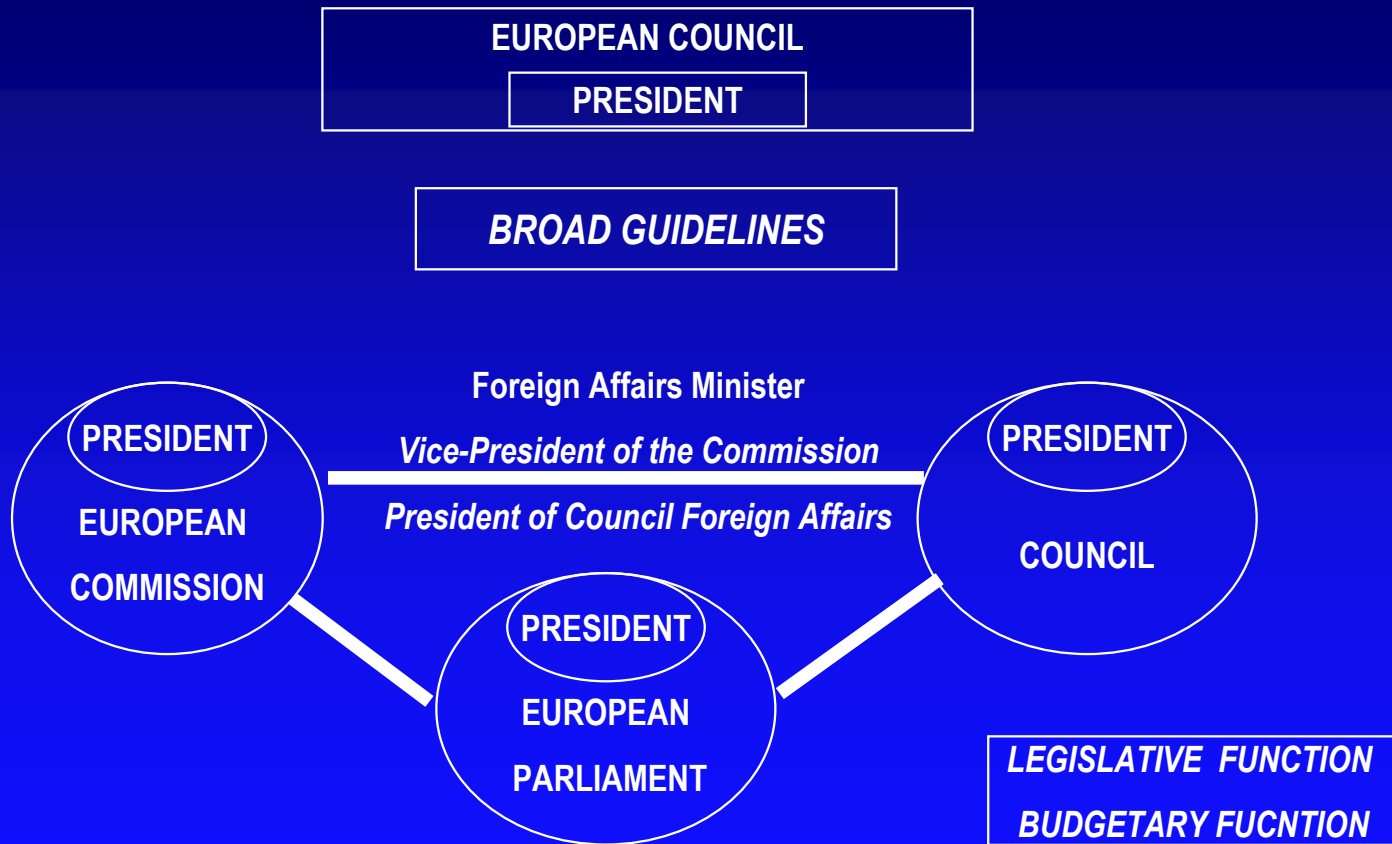 EUROPEAN COUNCIL
PRESIDENT
BROAD GUIDELINES
Foreign Affairs Minister
PRESIDENT
Vice-President of the Commission
PRESIDENT
President of Council Foreign Affairs
EUROPEAN
COMMISSION
COUNCIL
PRESIDENT
EUROPEAN
PARLIAMENT
LEGISLATIVE FUNCTION
BUDGETARY FUCNTION